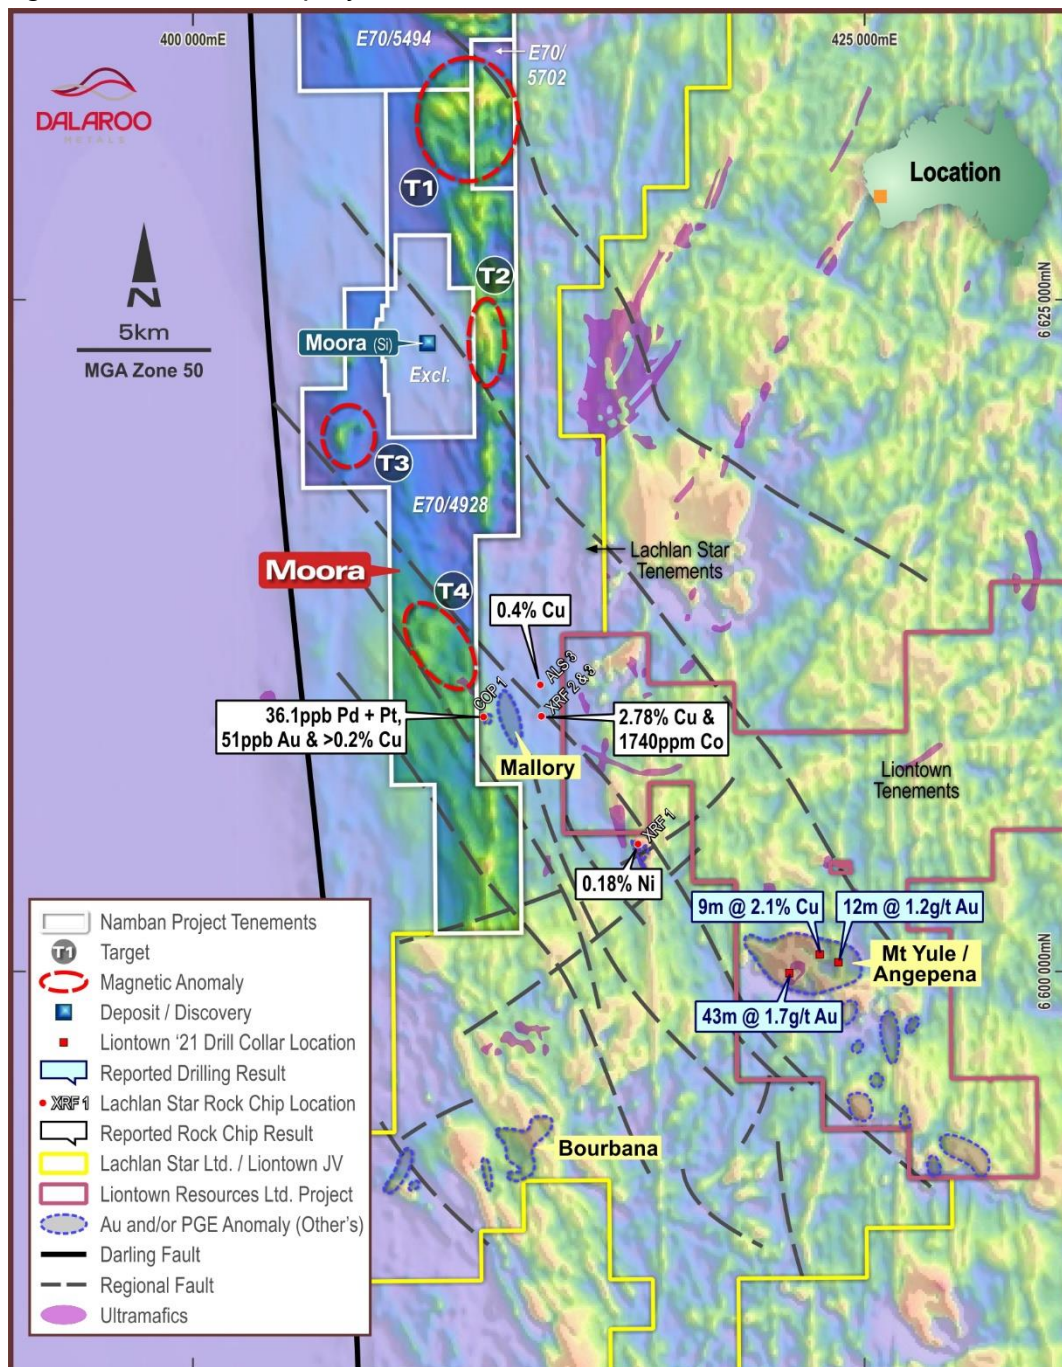 400 000mE
425 000mE
E70/5494
E70/
5702
DALAROO
METALS
Location
T1
N
5km
MGA Zone 50
T2
6 625 000mN
Moora (Si)
Excl.
T3
E70/4928
Lachlan Star
Tenements
Moora
T4
0.4% Cu
ALS 3
COP 1
XRF 2 & 3
36.1ppb Pd + Pt,
51ppb Au & >0.2% Cu
2.78% Cu &
1740ppm Co
Mallory
Liontown
Tenements
XRF 1
0.18% Ni
9m @ 2.1% Cu
12m @ 1.2g/t Au
Mt Yule /
Angepena
6 600 000mN
43m @ 1.7g/t Au
Bourbana
Namban Project Tenements
T1 Target
Magnetic Anomaly
Deposit / Discovery
Liontown '21 Drill Collar Location
Reported Drilling Result
XRF 1 Lachlan Star Rock Chip Location
Reported Rock Chip Result
Lachlan Star Ltd. / Liontown JV
Liontown Resources Ltd. Project
Au and/or PGE Anomaly (Other's)
Darling Fault
Regional Fault
Ultramafics